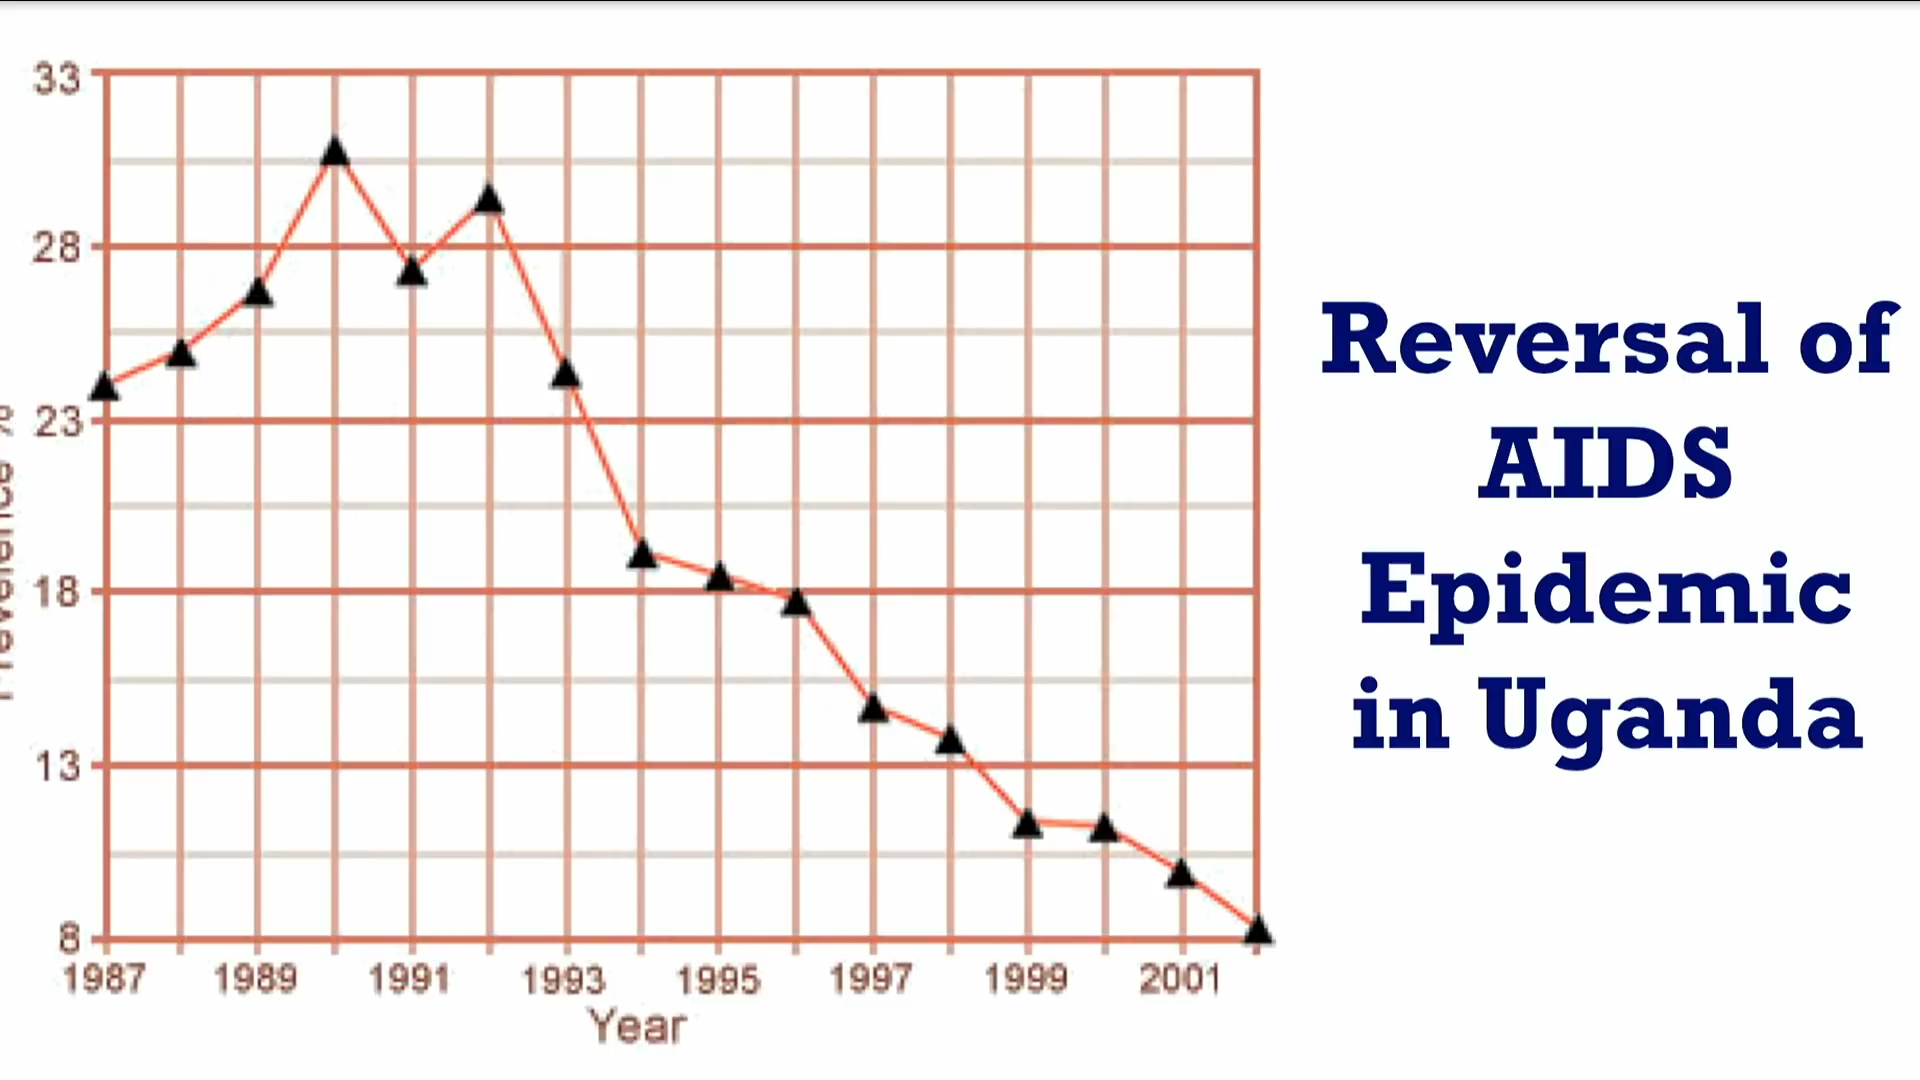 33
28
23
18
13
8
1987 1989 1991 1993 1995 1997 1999 2001
Year
%
Reversal of
AIDS
Epidemic
in Uganda